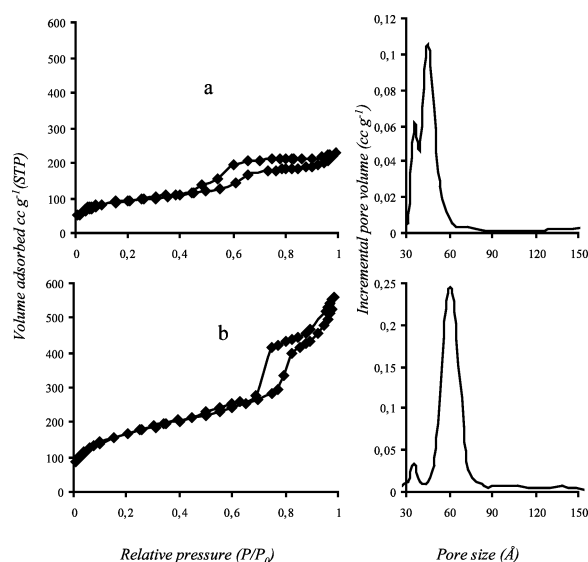 600
500
400
300
200
100
0
a
0 0,2 0,4 0,6 0,8 1
0,12
0,1
0,08
0,06
0,04
0,02
0
30 60 90 120 150
600
500
400
300
200
100
0
b
0 0,2 0,4 0,6 0,8 1
0,25
0,2
0,15
0,1
0,05
0
30 60 90 120 150
Volume adsorbed cc g⁻¹(STP)
Incremental pore volume (cc g⁻¹)
Relative pressure (P/P₀)
Pore size (Å)